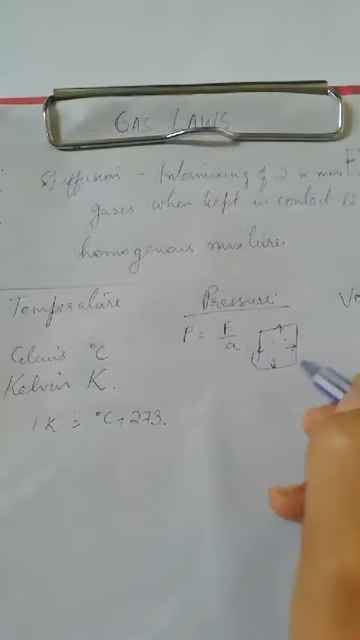 GAS LAWS
Diffusion - Intermixing of 2 or more
gases when kept in contact to
homogenous mixture.
Temperature
Pressure:
P = F/a
Celcius °C
Kelvin K.
1 K = °C + 273.